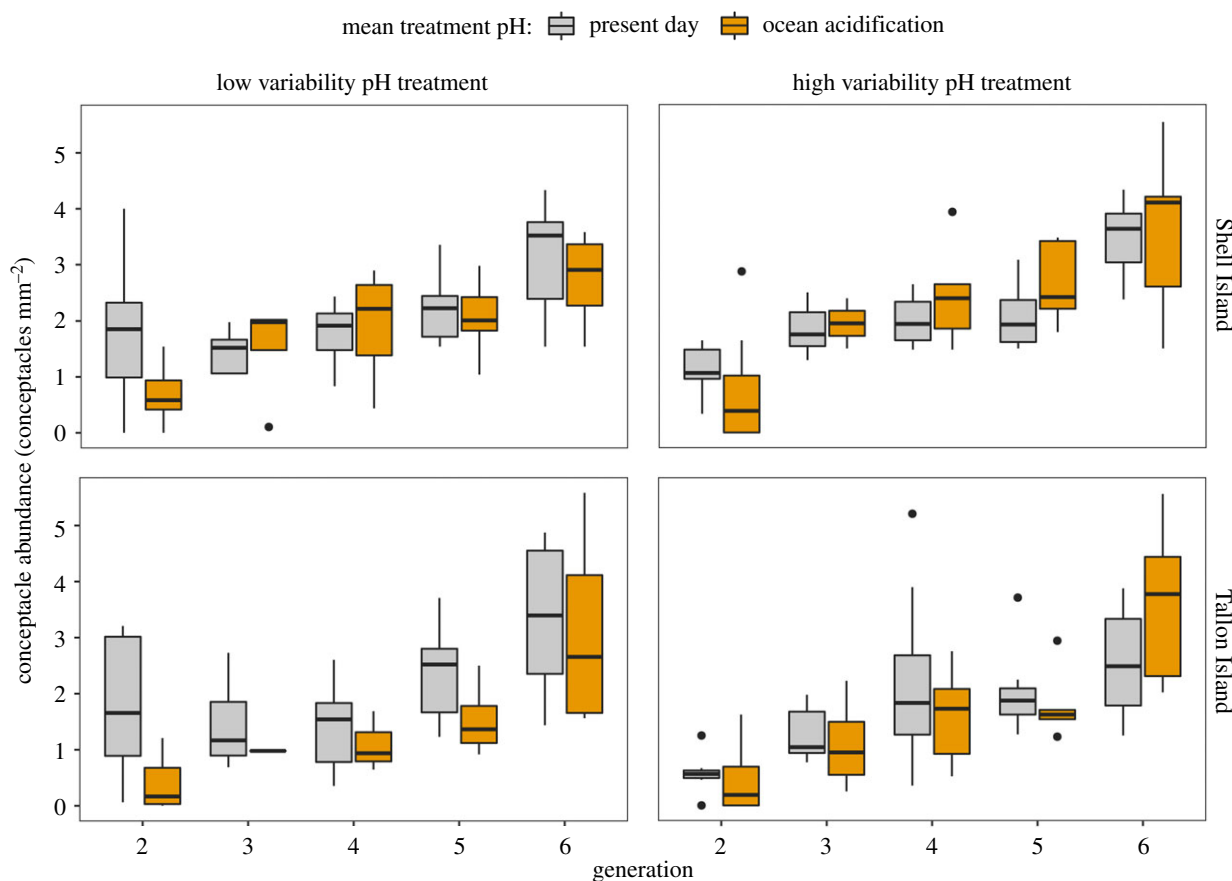 mean treatment pH: present day ocean acidification
low variability pH treatment high variability pH treatment
5
4
3
2
1
0
Shell Island
conceptacle abundance (conceptacles mm⁻²)
5
4
3
2
1
0
Tallon Island
2 3 4 5 6 2 3 4 5 6
generation